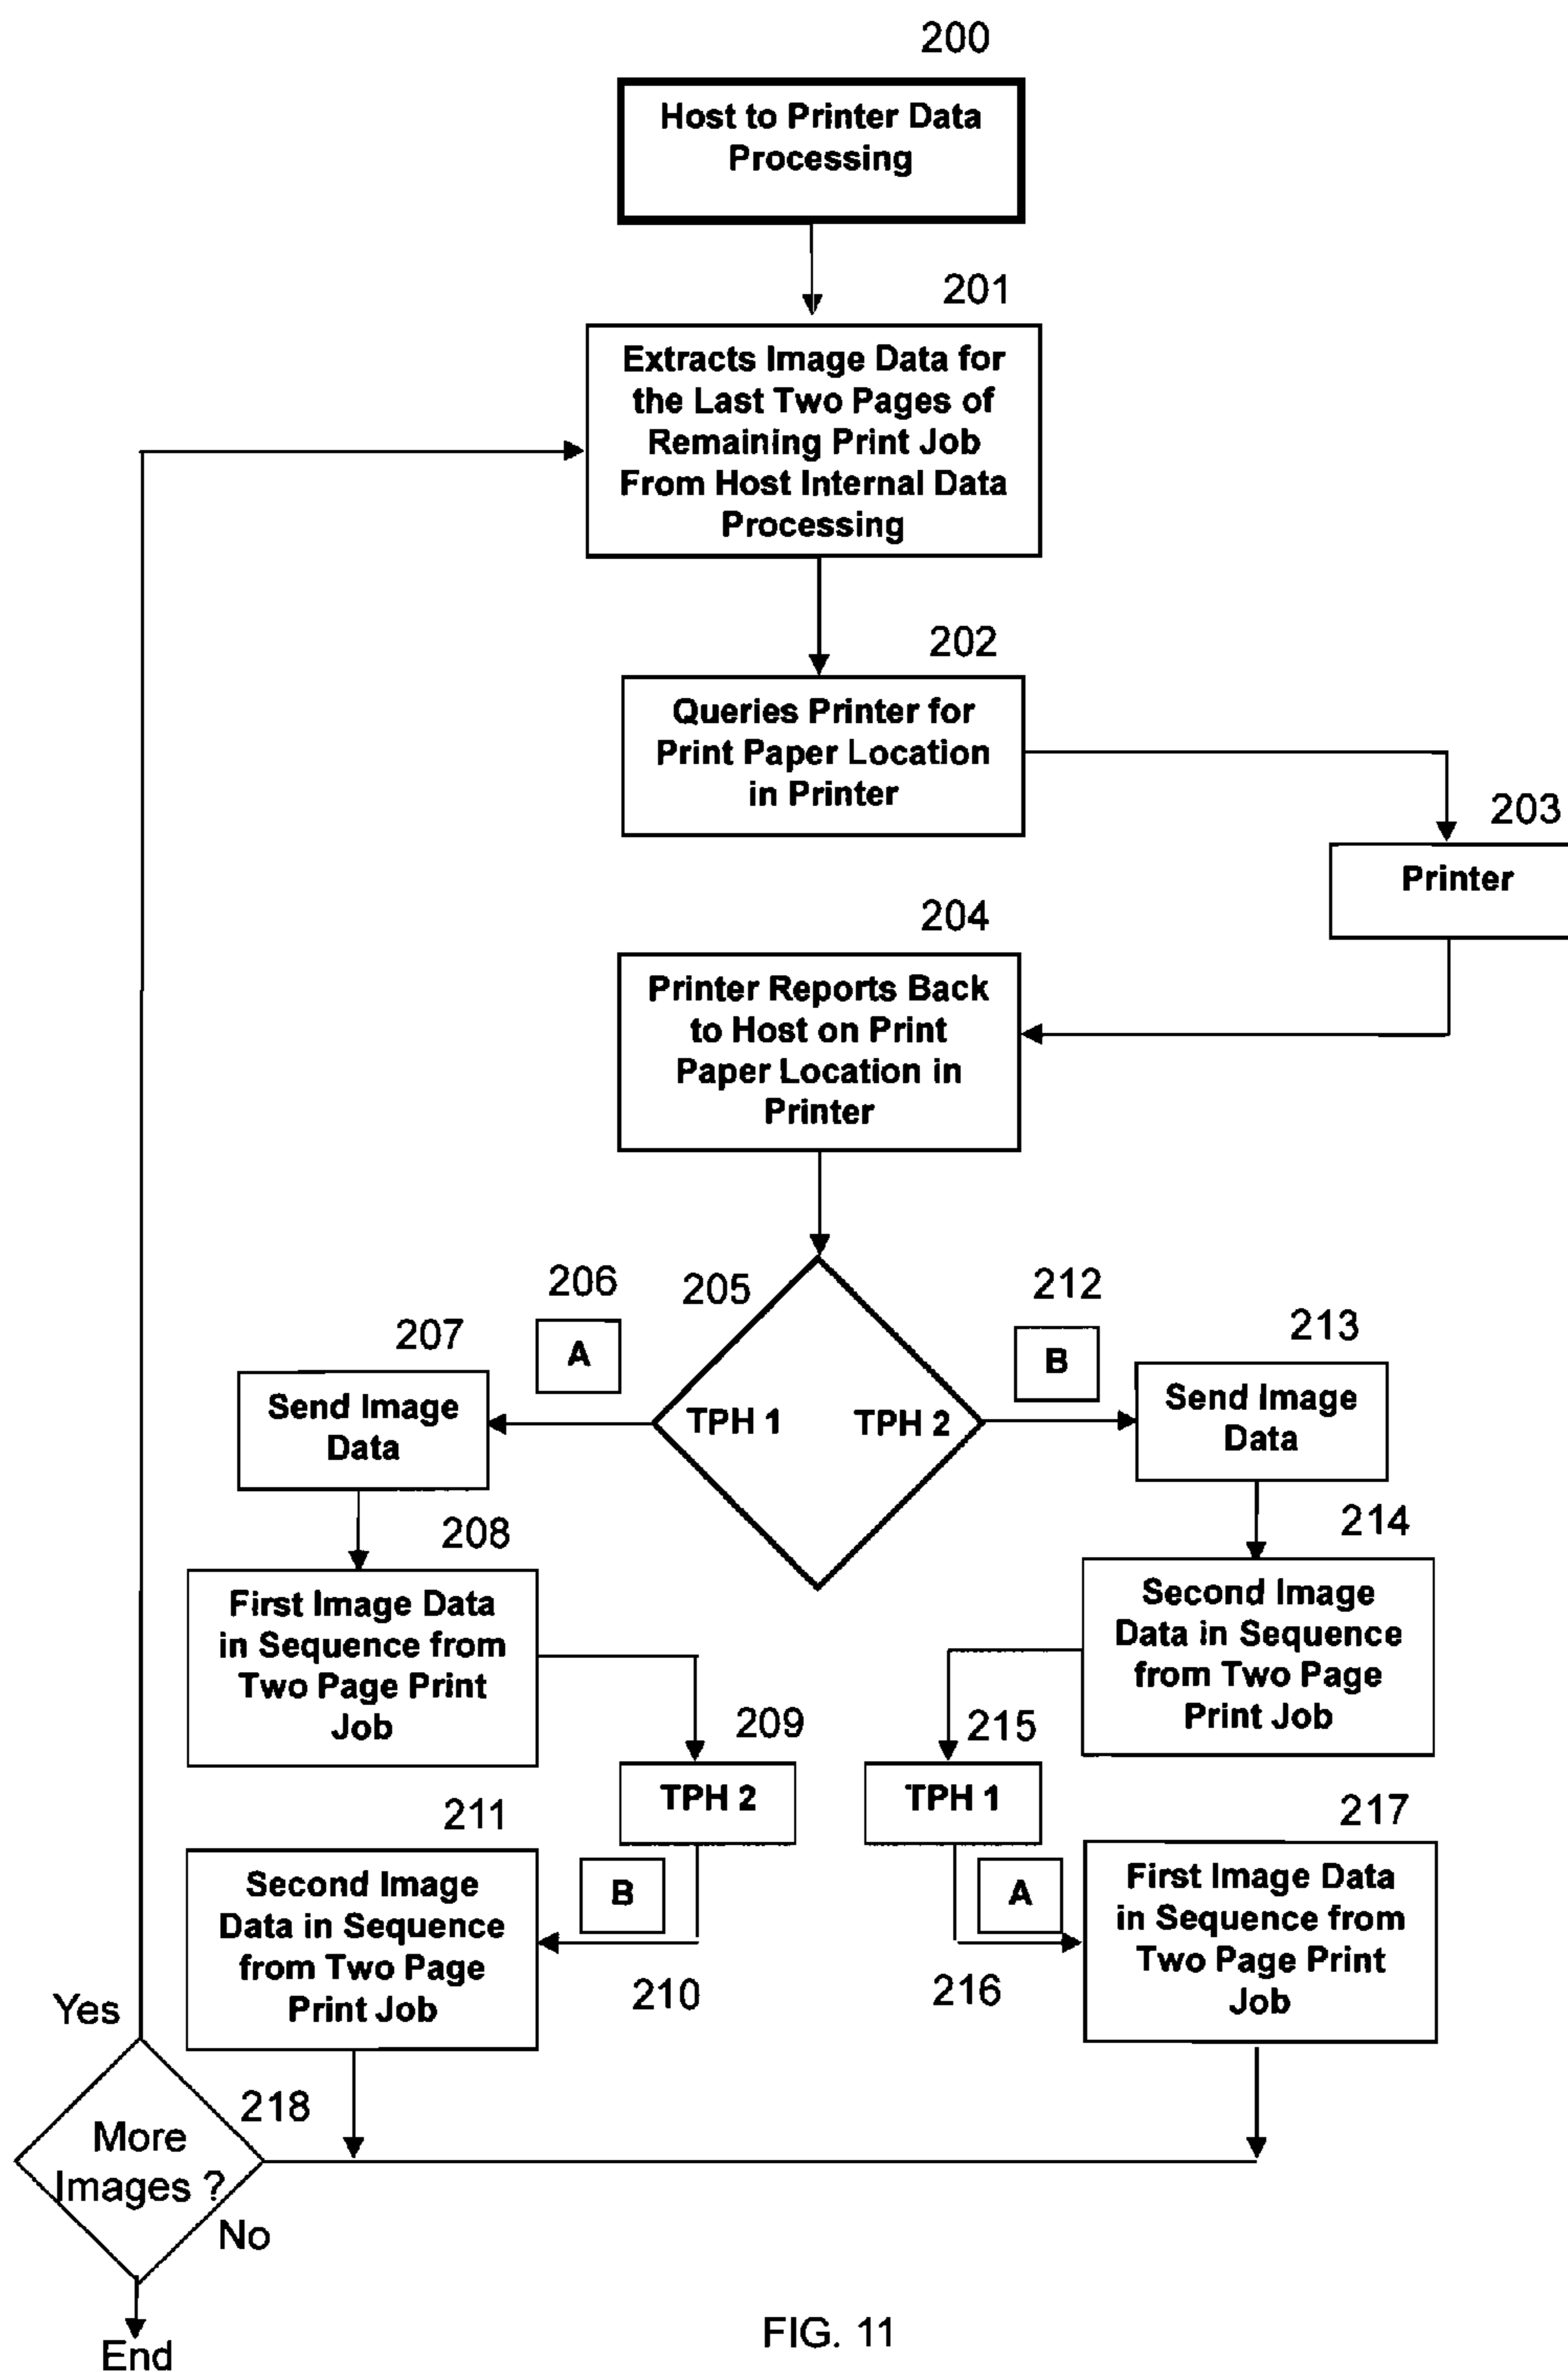 200
Host to Printer Data
Processing
201
Extracts Image Data for
the Last Two Pages of
Remaining Print Job
From Host Internal Data
Processing
202
Queries Printer for
Print Paper Location
in Printer
203
Printer
204
Printer Reports Back
to Host on Print
Paper Location in
Printer
205
TPH 1 TPH 2
206
A
207
Send Image
Data
208
First Image Data
in Sequence from
Two Page Print
Job
209
TPH 2
B
210
211
Second Image
Data in Sequence
from Two Page
Print Job
212
B
213
Send Image
Data
214
Second Image
Data in Sequence
from Two Page
Print Job
215
TPH 1
A
216
217
First Image Data
in Sequence from
Two Page Print
Job
218
More
Images ?
Yes
No
End
FIG. 11